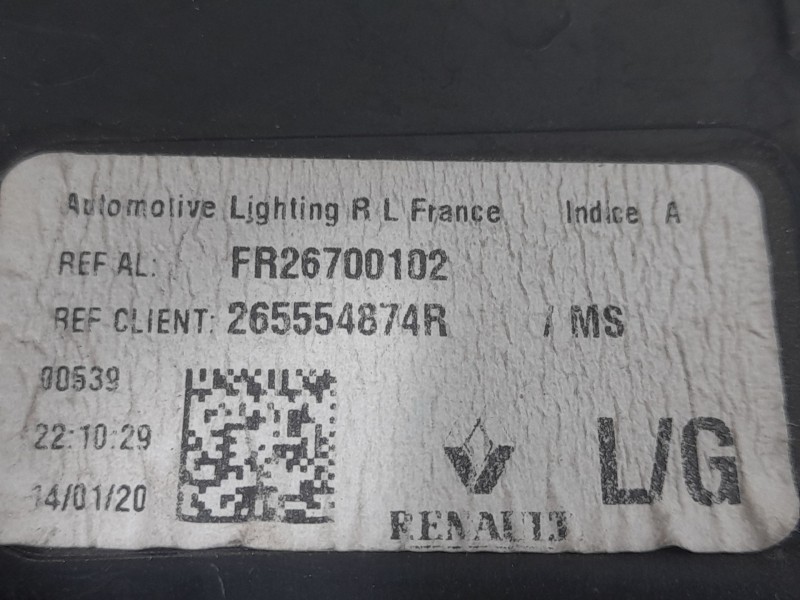 Automotive Lighting R L France Indice A
REF AL: FR26700102
REF CLIENT: 265554874R / MS
00539
22:10:29
14/01/20
L/G
RENAULT